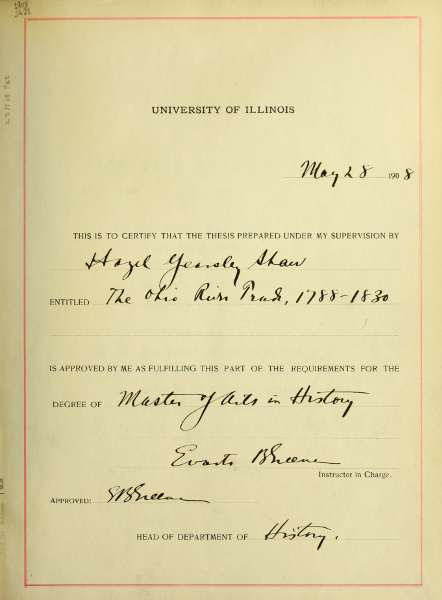 1908
Sh21
UNIVERSITY OF ILLINOIS
May 28 1908
THIS IS TO CERTIFY THAT THE THESIS PREPARED UNDER MY SUPERVISION BY
Hazel Yearsley Shaw
ENTITLED The Ohio River Trade, 1788-1830
IS APPROVED BY ME AS FULFILLING THIS PART OF THE REQUIREMENTS FOR THE
DEGREE OF Master of Arts in History
Evarts B Greene
Instructor in Charge.
APPROVED: E B Greene
HEAD OF DEPARTMENT OF History.